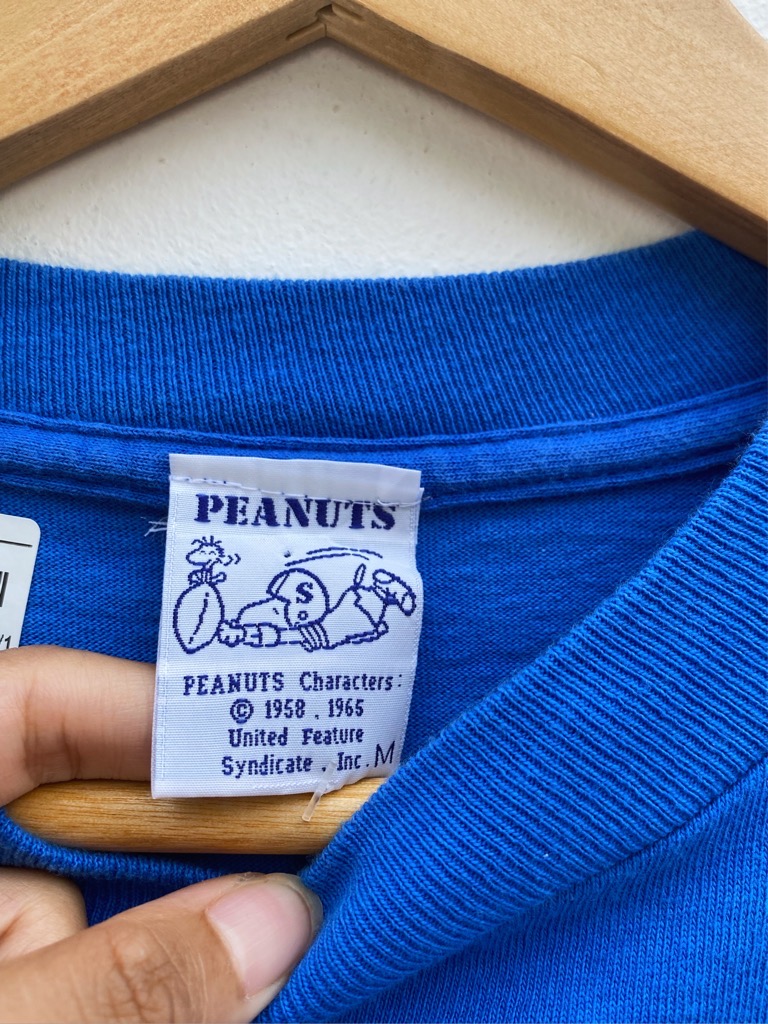 PEANUTS
S
PEANUTS Characters:
© 1958 , 1965
United Feature
Syndicate , Inc. M